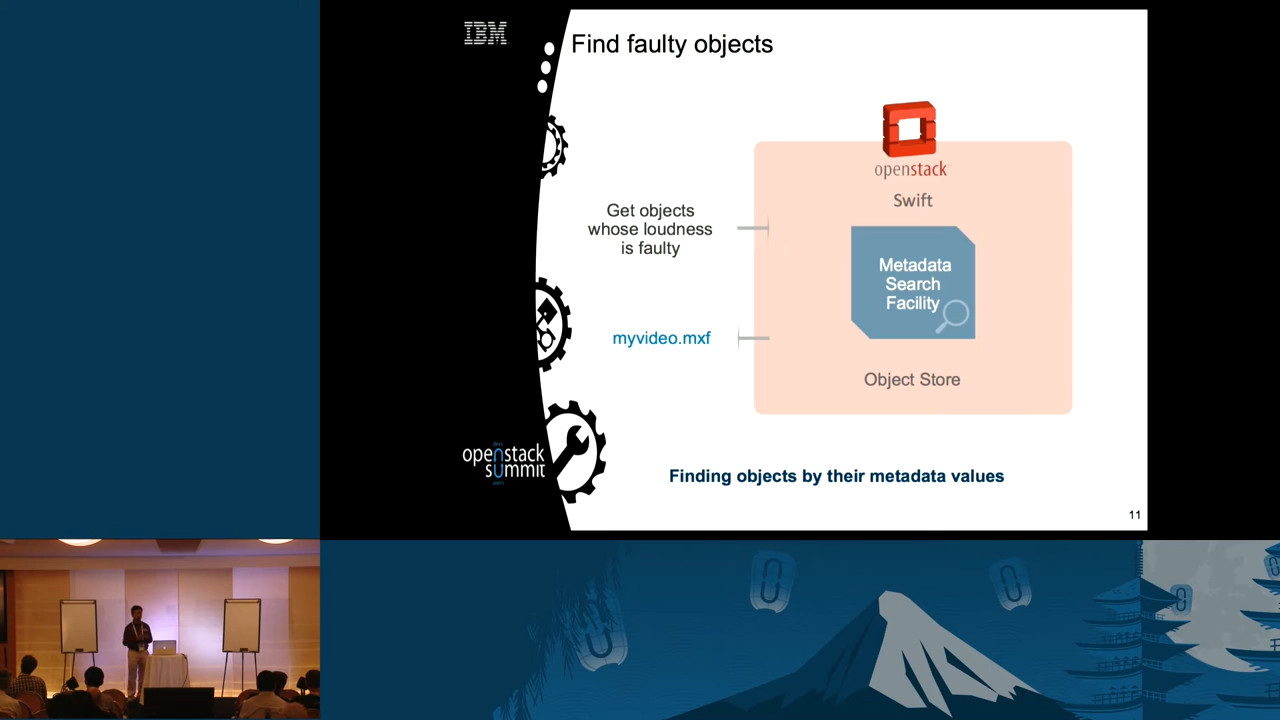 IBM
Find faulty objects
openstack
Swift
Get objects
whose loudness
is faulty
Metadata
Search
Facility
myvideo.mxf
Object Store
openstack
summit
Finding objects by their metadata values
11